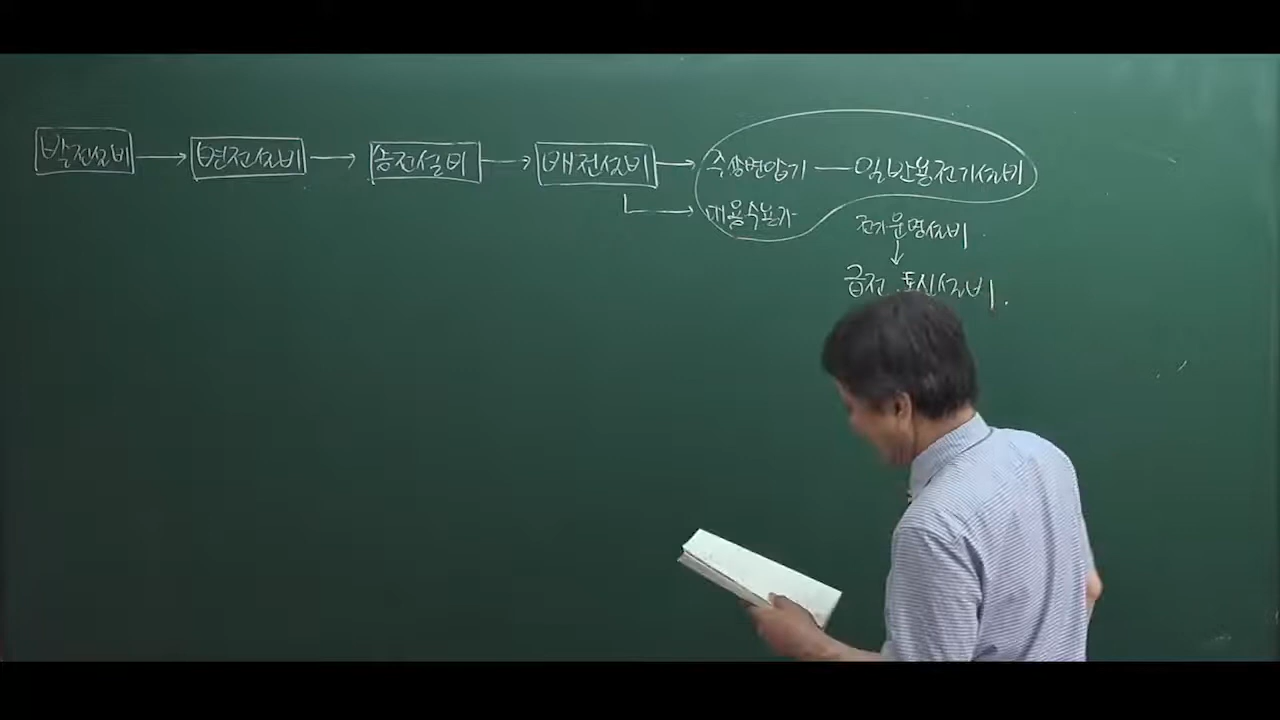 발전설비 → 변전설비 → 송전설비 → 배전설비 → 주상변압기 — 일반용전기설비
대용수용가
전기운영설비
↓
급전.통신설비.